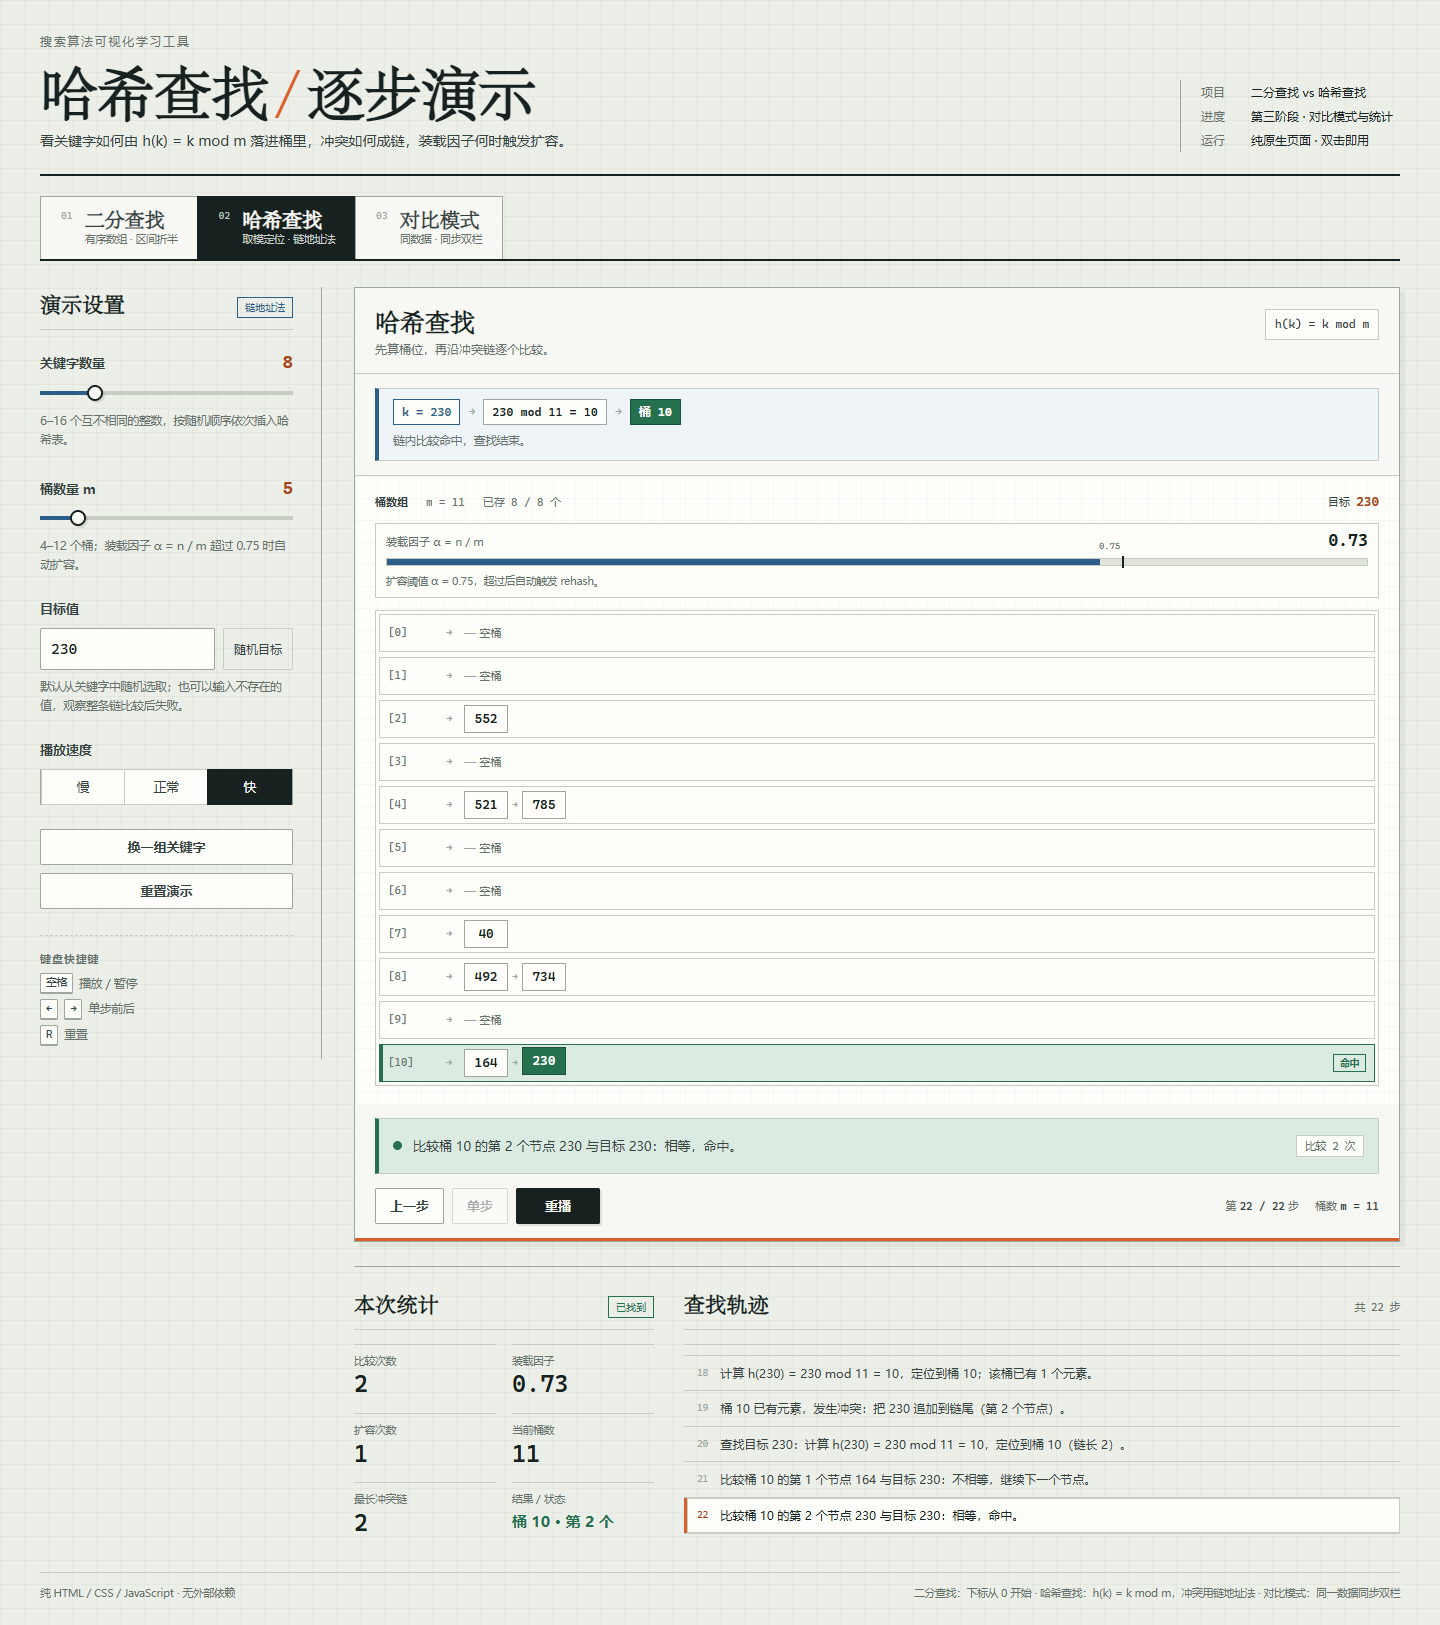 搜索算法可视化学习工具
哈希查找/逐步演示
看关键字如何由 h(k) = k mod m 落进桶里，冲突如何成链，装载因子何时触发扩容。
项目 二分查找 vs 哈希查找
进度 第三阶段 · 对比模式与统计
运行 纯原生页面 · 双击即用
01 二分查找
有序数组 · 区间折半
02 哈希查找
取模定位 · 链地址法
03 对比模式
同数据 · 同步双栏
演示设置 链地址法
关键字数量 8
6–16 个互不相同的整数，按随机顺序依次插入哈
希表。
桶数量 m 5
4–12 个桶；装载因子 α = n / m 超过 0.75 时自
动扩容。
目标值
230 随机目标
默认从关键字中随机选取；也可以输入不存在的
值，观察整条链比较后失败。
播放速度
慢 正常 快
换一组关键字
重置演示
键盘快捷键
空格 播放 / 暂停
← → 单步前后
R 重置
哈希查找
先算桶位，再沿冲突链逐个比较。
h(k) = k mod m
k = 230 → 230 mod 11 = 10 → 桶 10
链内比较命中，查找结束。
桶数组 m = 11 已存 8 / 8 个 目标 230
装载因子 α = n / m 0.75 0.73
扩容阈值 α = 0.75，超过后自动触发 rehash。
[0] → — 空桶
[1] → — 空桶
[2] → 552
[3] → — 空桶
[4] → 521 → 785
[5] → — 空桶
[6] → — 空桶
[7] → 40
[8] → 492 → 734
[9] → — 空桶
[10] → 164 → 230 命中
比较桶 10 的第 2 个节点 230 与目标 230：相等，命中。 比较 2 次
上一步 单步 重播 第 22 / 22 步 桶数 m = 11
本次统计 已找到
比较次数
2
装载因子
0.73
扩容次数
1
当前桶数
11
最长冲突链
2
结果 / 状态
桶 10 • 第 2 个
查找轨迹 共 22 步
18 计算 h(230) = 230 mod 11 = 10，定位到桶 10；该桶已有 1 个元素。
19 桶 10 已有元素，发生冲突：把 230 追加到链尾（第 2 个节点）。
20 查找目标 230：计算 h(230) = 230 mod 11 = 10，定位到桶 10（链长 2）。
21 比较桶 10 的第 1 个节点 164 与目标 230：不相等，继续下一个节点。
22 比较桶 10 的第 2 个节点 230 与目标 230：相等，命中。
纯 HTML / CSS / JavaScript · 无外部依赖
二分查找：下标从 0 开始 · 哈希查找：h(k) = k mod m，冲突用链地址法 · 对比模式：同一数据同步双栏